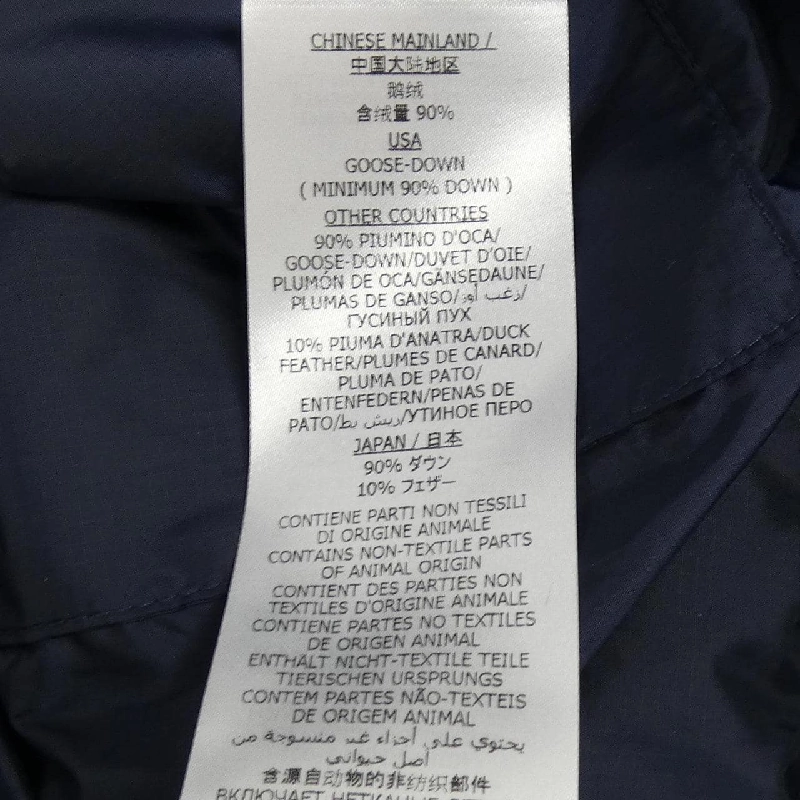 CHINESE MAINLAND /
中国大陆地区
鹅绒
含绒量 90%
USA
GOOSE-DOWN
( MINIMUM 90% DOWN )
OTHER COUNTRIES
90% PIUMINO D'OCA/
GOOSE-DOWN/DUVET D'OIE/
PLUMÓN DE OCA/GÄNSEDAUNE/
PLUMAS DE GANSO/زغب أوز/
ГУСИНЫЙ ПУХ
10% PIUMA D'ANATRA/DUCK
FEATHER/PLUMES DE CANARD/
PLUMA DE PATO/
ENTENFEDERN/PENAS DE
PATO/ريش بط/УТИНОЕ ПЕРО
JAPAN / 日本
90% ダウン
10% フェザー
CONTIENE PARTI NON TESSILI
DI ORIGINE ANIMALE
CONTAINS NON-TEXTILE PARTS
OF ANIMAL ORIGIN
CONTIENT DES PARTIES NON
TEXTILES D'ORIGINE ANIMALE
CONTIENE PARTES NO TEXTILES
DE ORIGEN ANIMAL
ENTHALT NICHT-TEXTILE TEILE
TIERISCHEN URSPRUNGS
CONTEM PARTES NÃO-TEXTEIS
DE ORIGEM ANIMAL
يحتوي على أجزاء غير منسوجة من
أصل حيواني
含源自动物的非纺织部件
ВКЛЮЧАЕТ НЕТКАНЫЕ